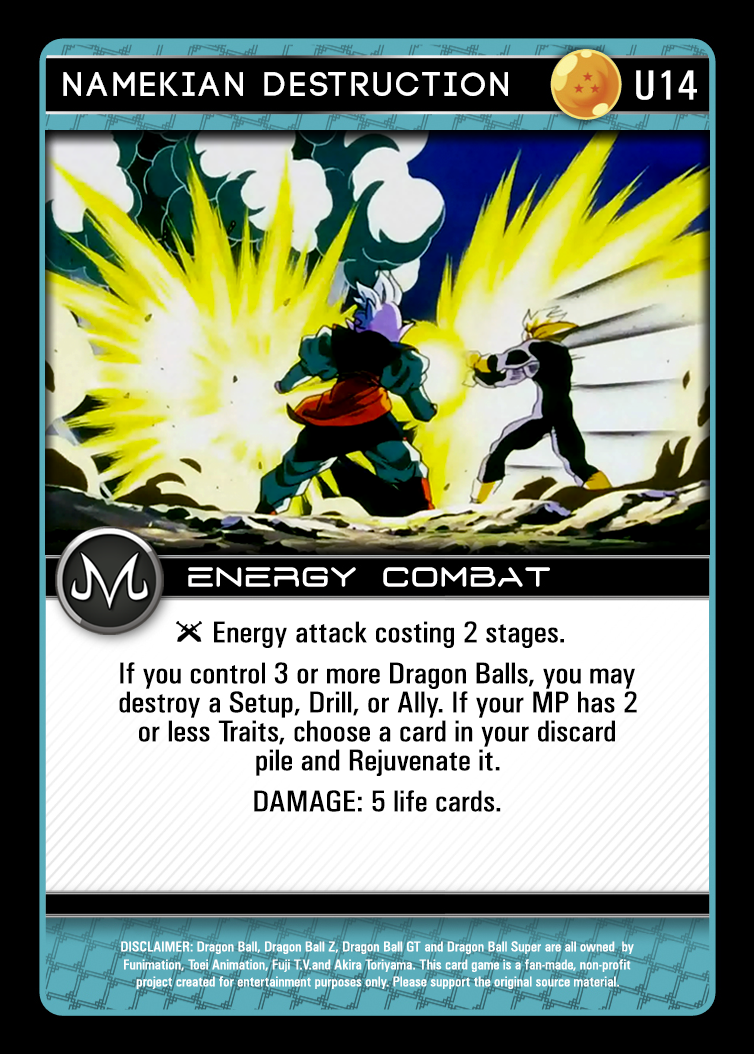 NAMEKIAN DESTRUCTION U14
ENERGY COMBAT
Energy attack costing 2 stages.
If you control 3 or more Dragon Balls, you may
destroy a Setup, Drill, or Ally. If your MP has 2
or less Traits, choose a card in your discard
pile and Rejuvenate it.
DAMAGE: 5 life cards.
DISCLAIMER: Dragon Ball, Dragon Ball Z, Dragon Ball GT and Dragon Ball Super are all owned by
Funimation, Toei Animation, Fuji T.V.and Akira Toriyama. This card game is a fan-made, non-profit
project created for entertainment purposes only. Please support the original source material.